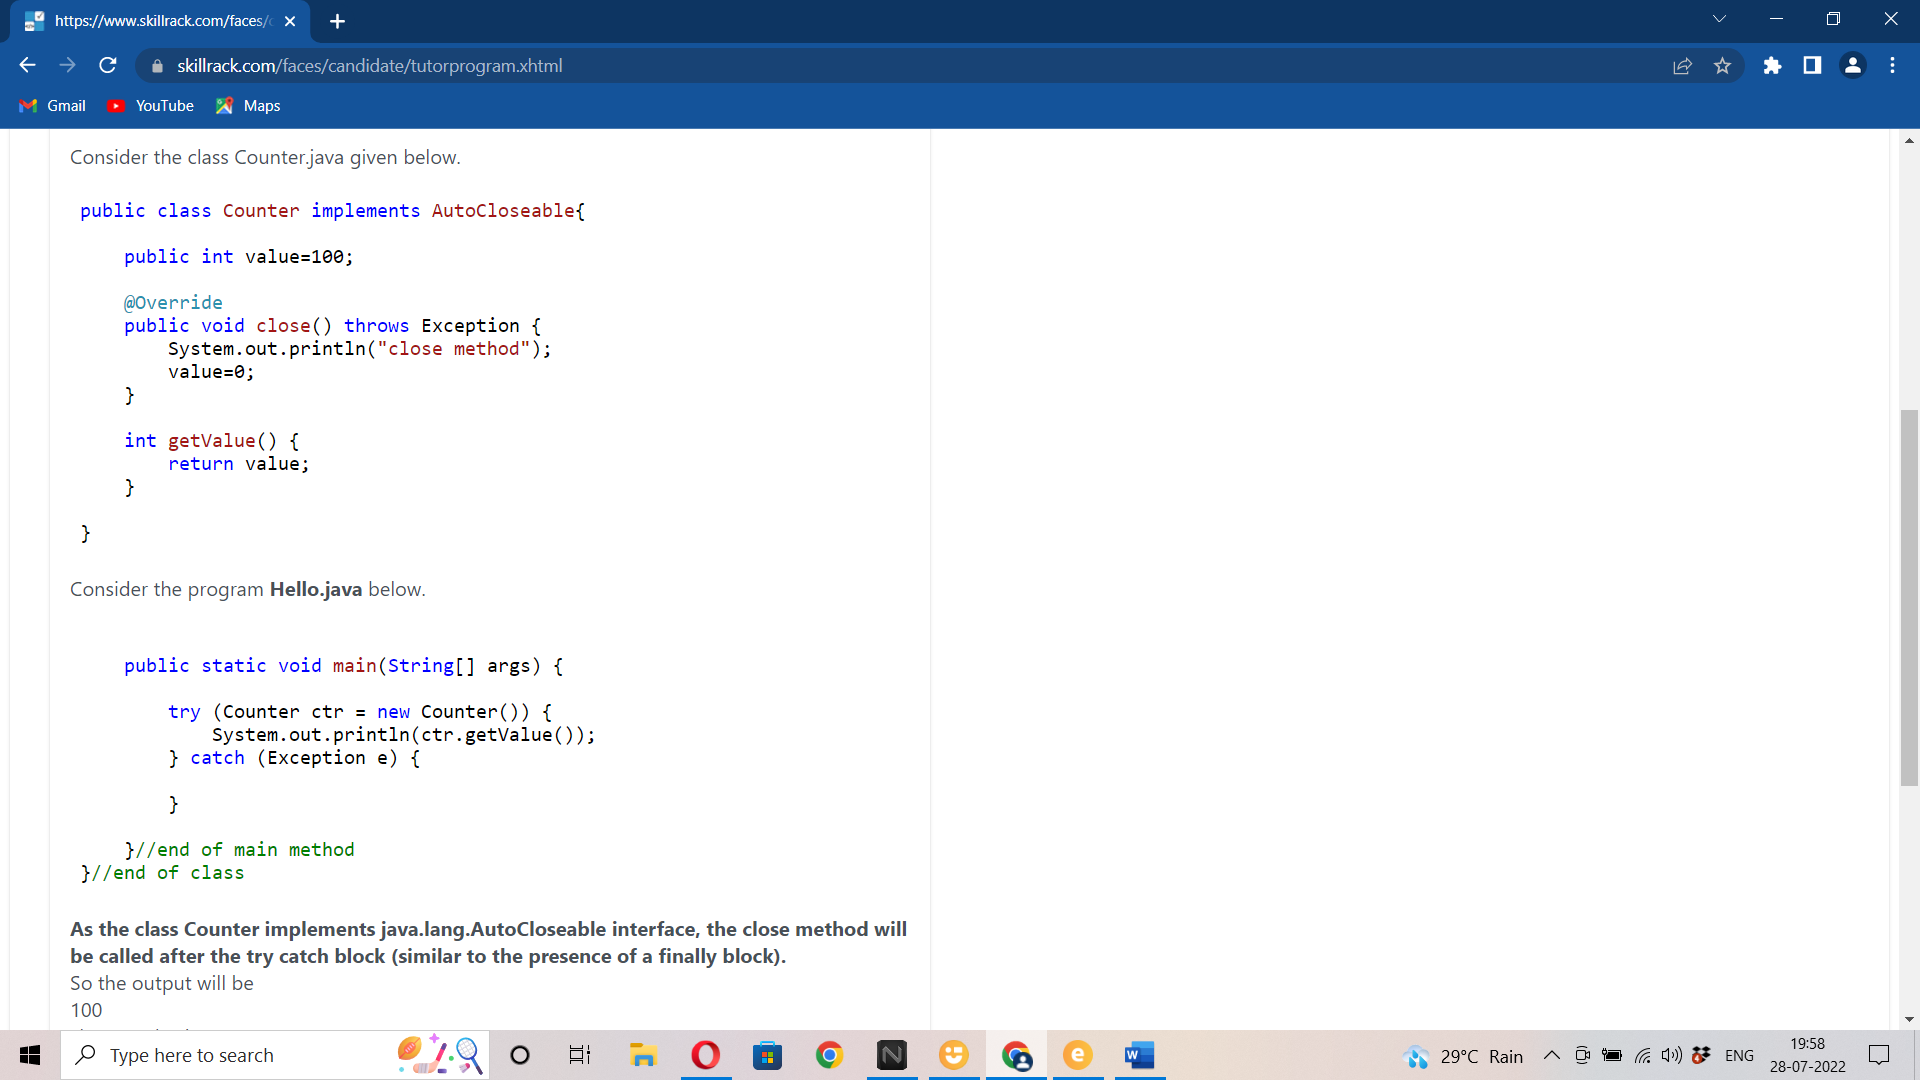 https://www.skillrack.com/faces/c
skillrack.com/faces/candidate/tutorprogram.xhtml
Gmail YouTube Maps
Consider the class Counter.java given below.
public class Counter implements AutoCloseable{
public int value=100;
@Override
public void close() throws Exception {
System.out.println("close method");
value=0;
}
int getValue() {
return value;
}
}
Consider the program Hello.java below.
public static void main(String[] args) {
try (Counter ctr = new Counter()) {
System.out.println(ctr.getValue());
} catch (Exception e) {
}
}//end of main method
}//end of class
As the class Counter implements java.lang.AutoCloseable interface, the close method will
be called after the try catch block (similar to the presence of a finally block).
So the output will be
100
Type here to search
29°C Rain
ENG
19:58
28-07-2022